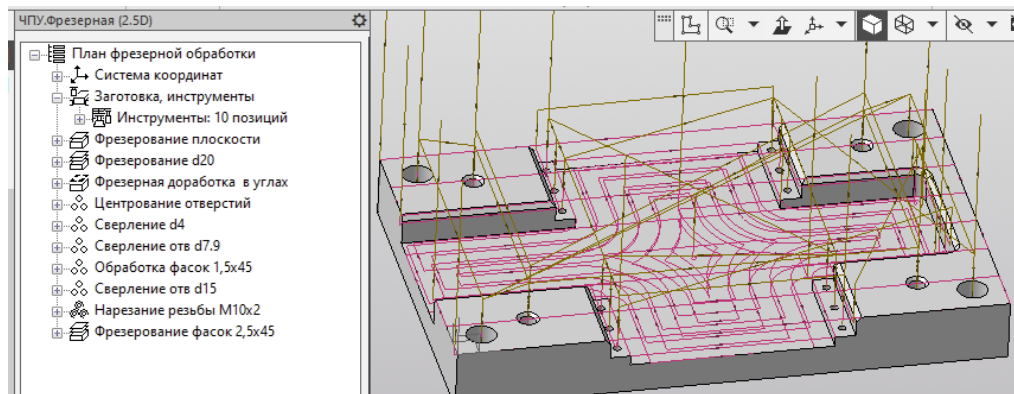 ЧПУ.Фрезерная (2.5D)
План фрезерной обработки
Система координат
Заготовка, инструменты
Инструменты: 10 позиций
Фрезерование плоскости
Фрезерование d20
Фрезерная доработка в углах
Центрование отверстий
Сверление d4
Сверление отв d7.9
Обработка фасок 1,5x45
Сверление отв d15
Нарезание резьбы М10х2
Фрезерование фасок 2,5x45